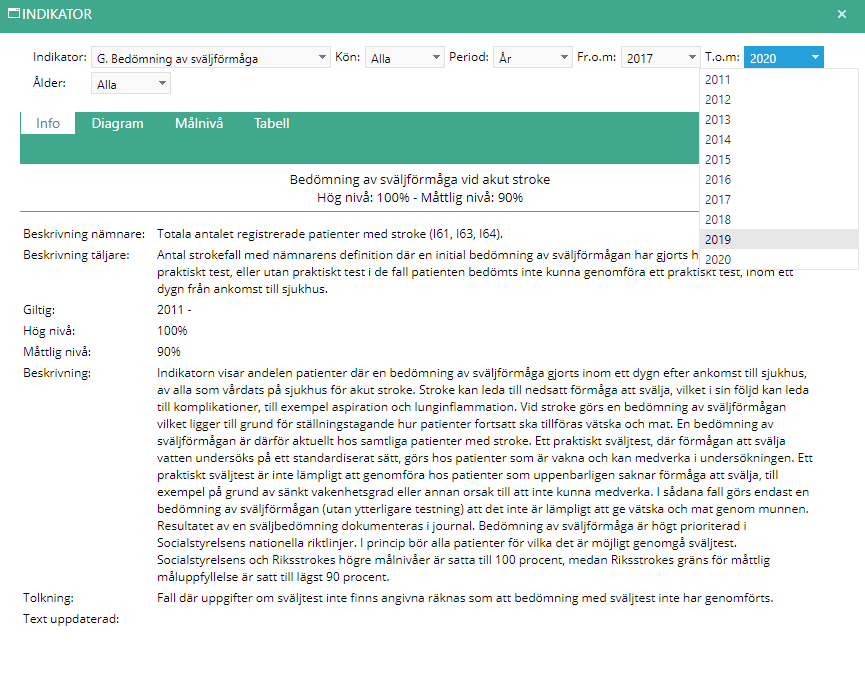 INDIKATOR
Indikator: G. Bedömning av sväljförmåga Kön: Alla Period: År Fr.o.m: 2017 T.o.m: 2020
Ålder: Alla
2011
2012
2013
2014
2015
2016
2017
2018
2019
2020
Info Diagram Målnivå Tabell
Bedömning av sväljförmåga vid akut stroke
Hög nivå: 100% - Måttlig nivå: 90%
Beskrivning nämnare: Totala antalet registrerade patienter med stroke (I61, I63, I64).
Beskrivning täljare: Antal strokefall med nämnarens definition där en initial bedömning av sväljförmågan har gjorts
praktiskt test, eller utan praktiskt test i de fall patienten bedömts inte kunna genomföra ett praktiskt test, inom ett
dygn från ankomst till sjukhus.
Giltig: 2011 -
Hög nivå: 100%
Måttlig nivå: 90%
Beskrivning: Indikatorn visar andelen patienter där en bedömning av sväljförmåga gjorts inom ett dygn efter ankomst till sjukhus,
av alla som vårdats på sjukhus för akut stroke. Stroke kan leda till nedsatt förmåga att svälja, vilket i sin följd kan leda
till komplikationer, till exempel aspiration och lunginflammation. Vid stroke görs en bedömning av sväljförmågan
vilket ligger till grund för ställningstagande hur patienter fortsatt ska tillföras vätska och mat. En bedömning av
sväljförmågan är därför aktuellt hos samtliga patienter med stroke. Ett praktiskt sväljtest, där förmågan att svälja
vatten undersöks på ett standardiserat sätt, görs hos patienter som är vakna och kan medverka i undersökningen. Ett
praktiskt sväljtest är inte lämpligt att genomföra hos patienter som uppenbarligen saknar förmåga att svälja, till
exempel på grund av sänkt vakenhetsgrad eller annan orsak till att inte kunna medverka. I sådana fall görs endast en
bedömning av sväljförmågan (utan ytterligare testning) att det inte är lämpligt att ge vätska och mat genom munnen.
Resultatet av en sväljbedömning dokumenteras i journal. Bedömning av sväljförmåga är högt prioriterad i
Socialstyrelsens nationella riktlinjer. I princip bör alla patienter för vilka det är möjligt genomgå sväljtest.
Socialstyrelsens och Riksstrokes högre målnivåer är satta till 100 procent, medan Riksstrokes gräns för måttlig
måluppfyllelse är satt till lägst 90 procent.
Tolkning: Fall där uppgifter om sväljtest inte finns angivna räknas som att bedömning med sväljtest inte har genomförts.
Text uppdaterad: